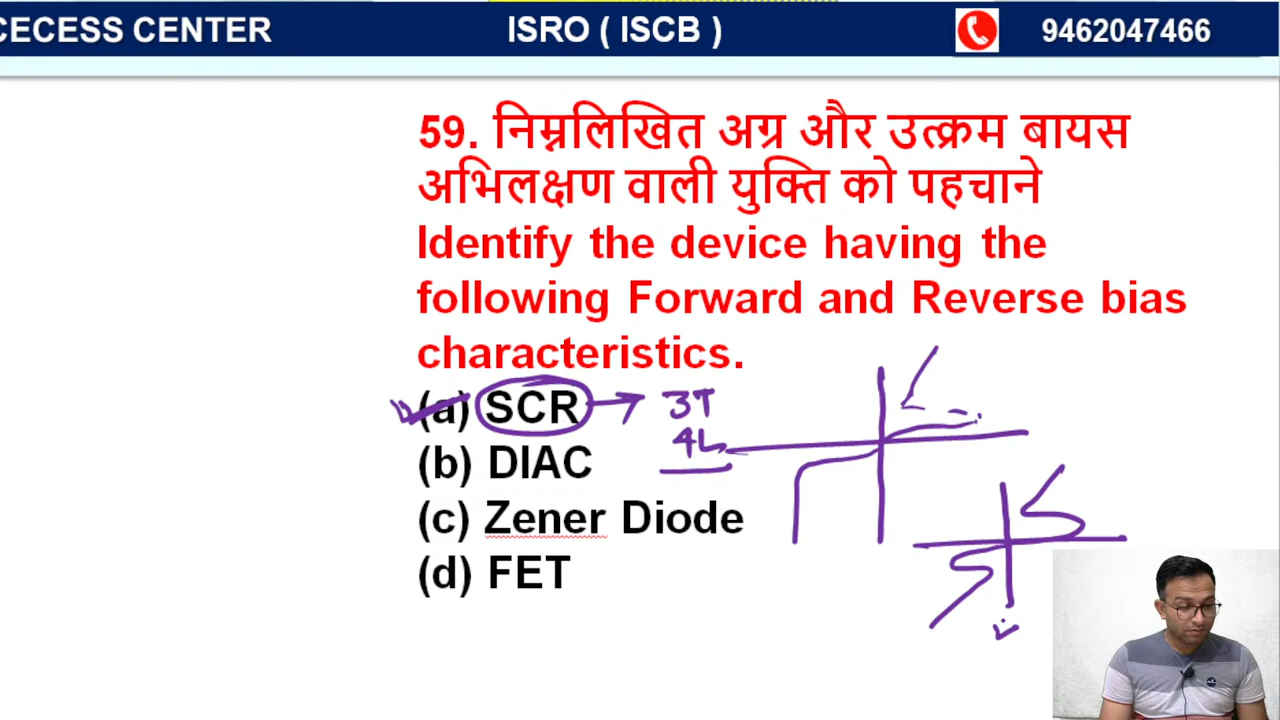 CECESS CENTER
ISRO ( ISCB )
9462047466
59. निम्नलिखित अग्र और उत्क्रम बायस
अभिलक्षण वाली युक्ति को पहचाने
Identify the device having the
following Forward and Reverse bias
characteristics.
(a) SCR
3T
4L
(b) DIAC
(c) Zener Diode
(d) FET